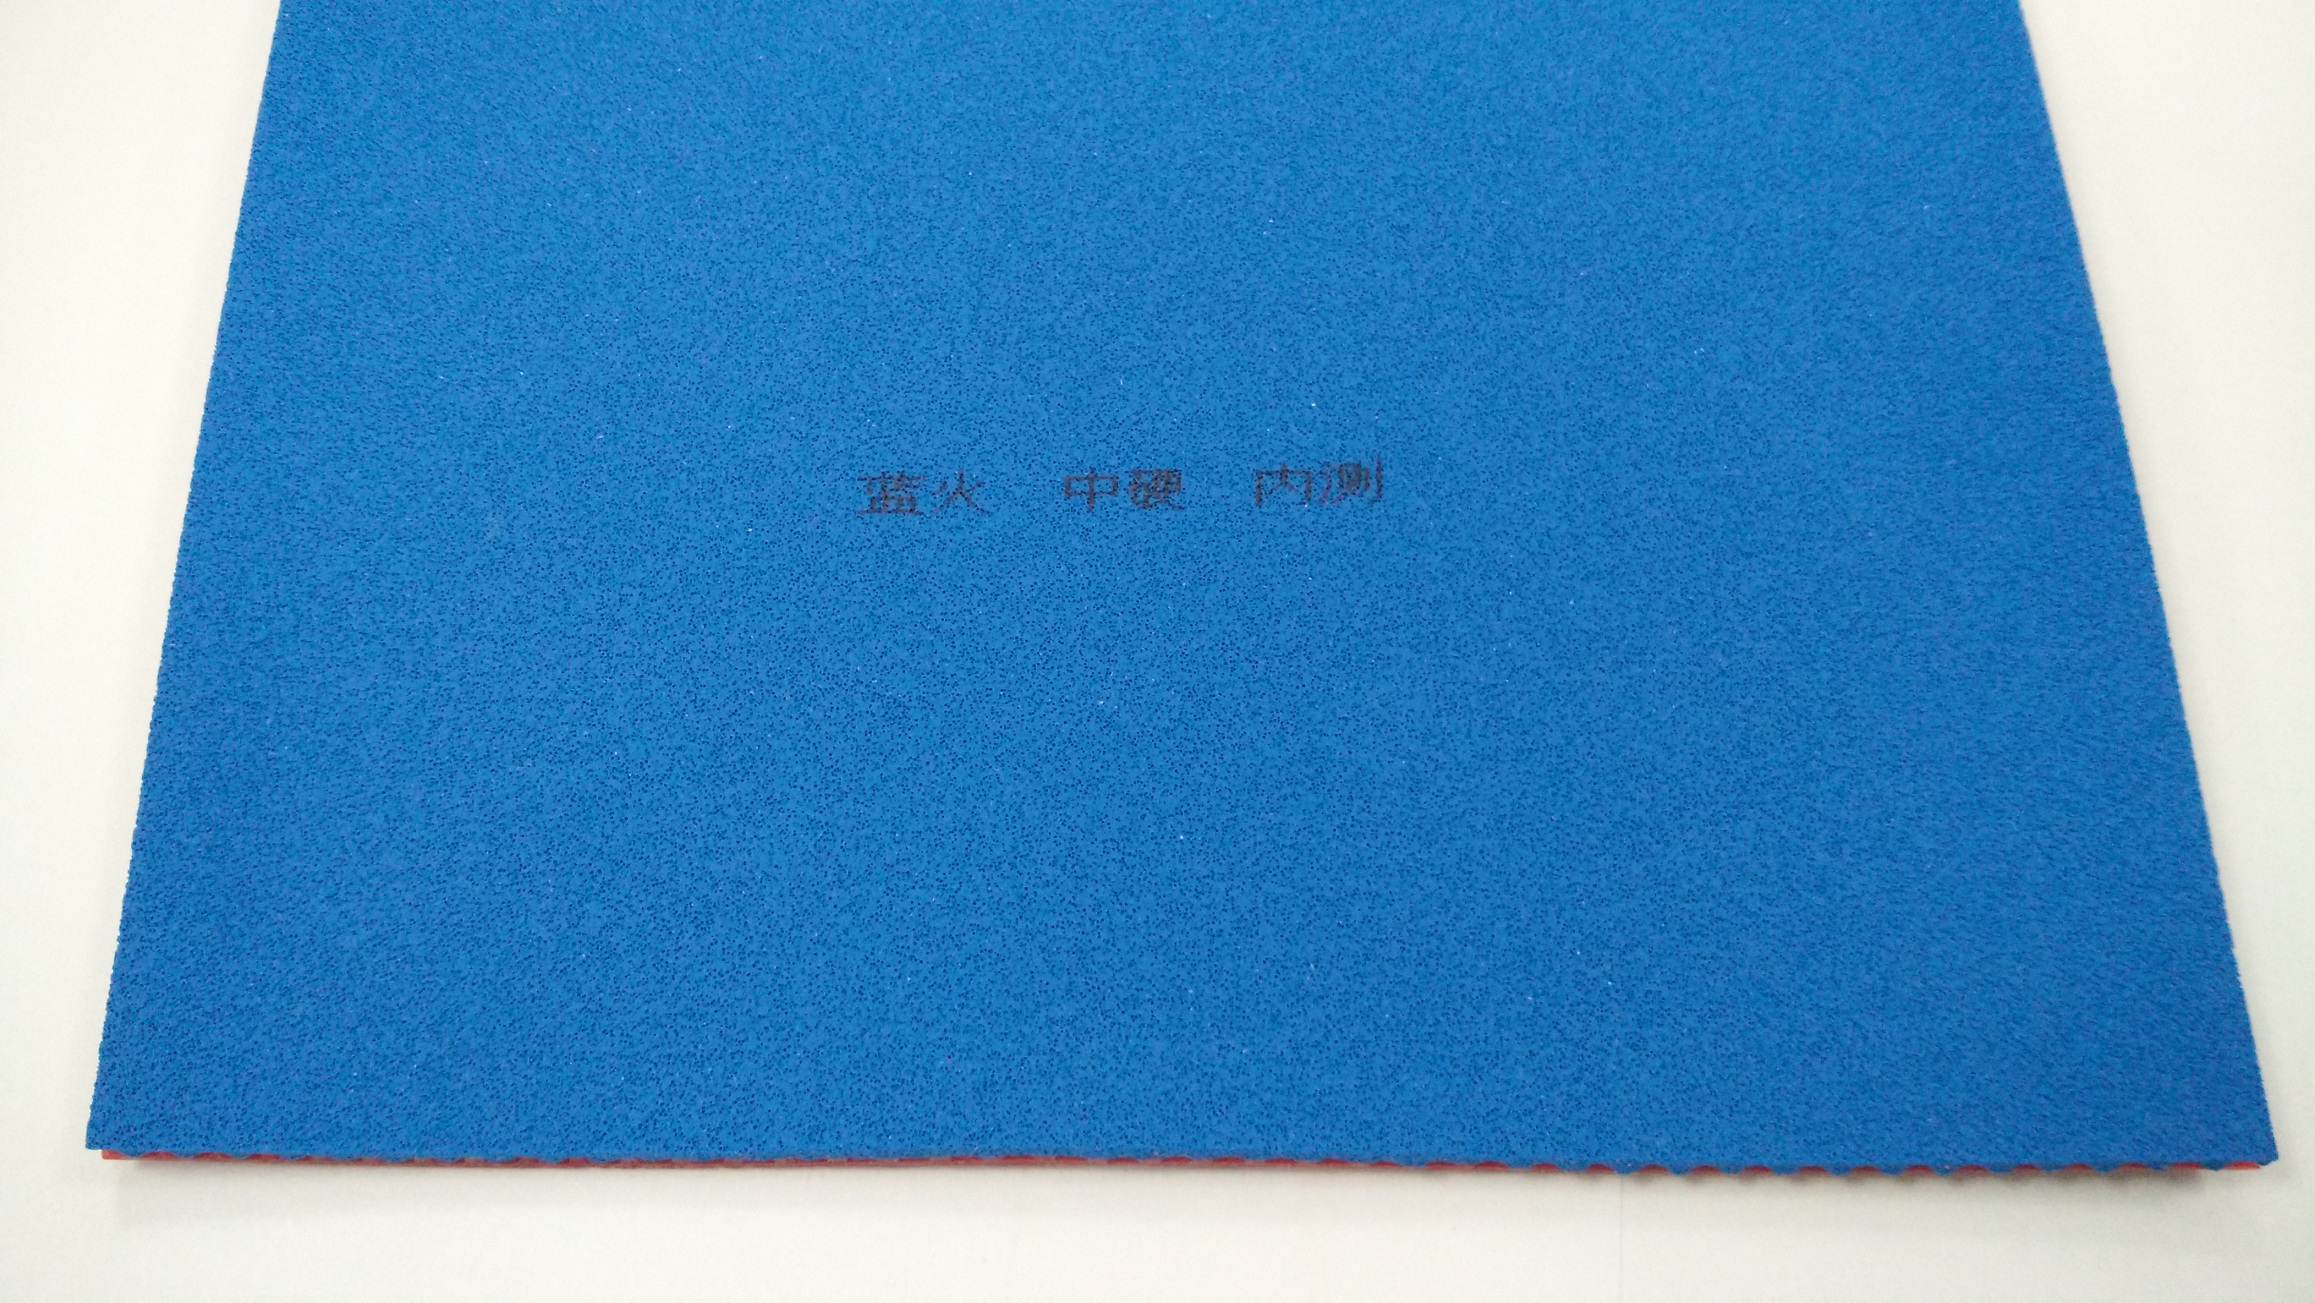 蓝火 中硬 内测